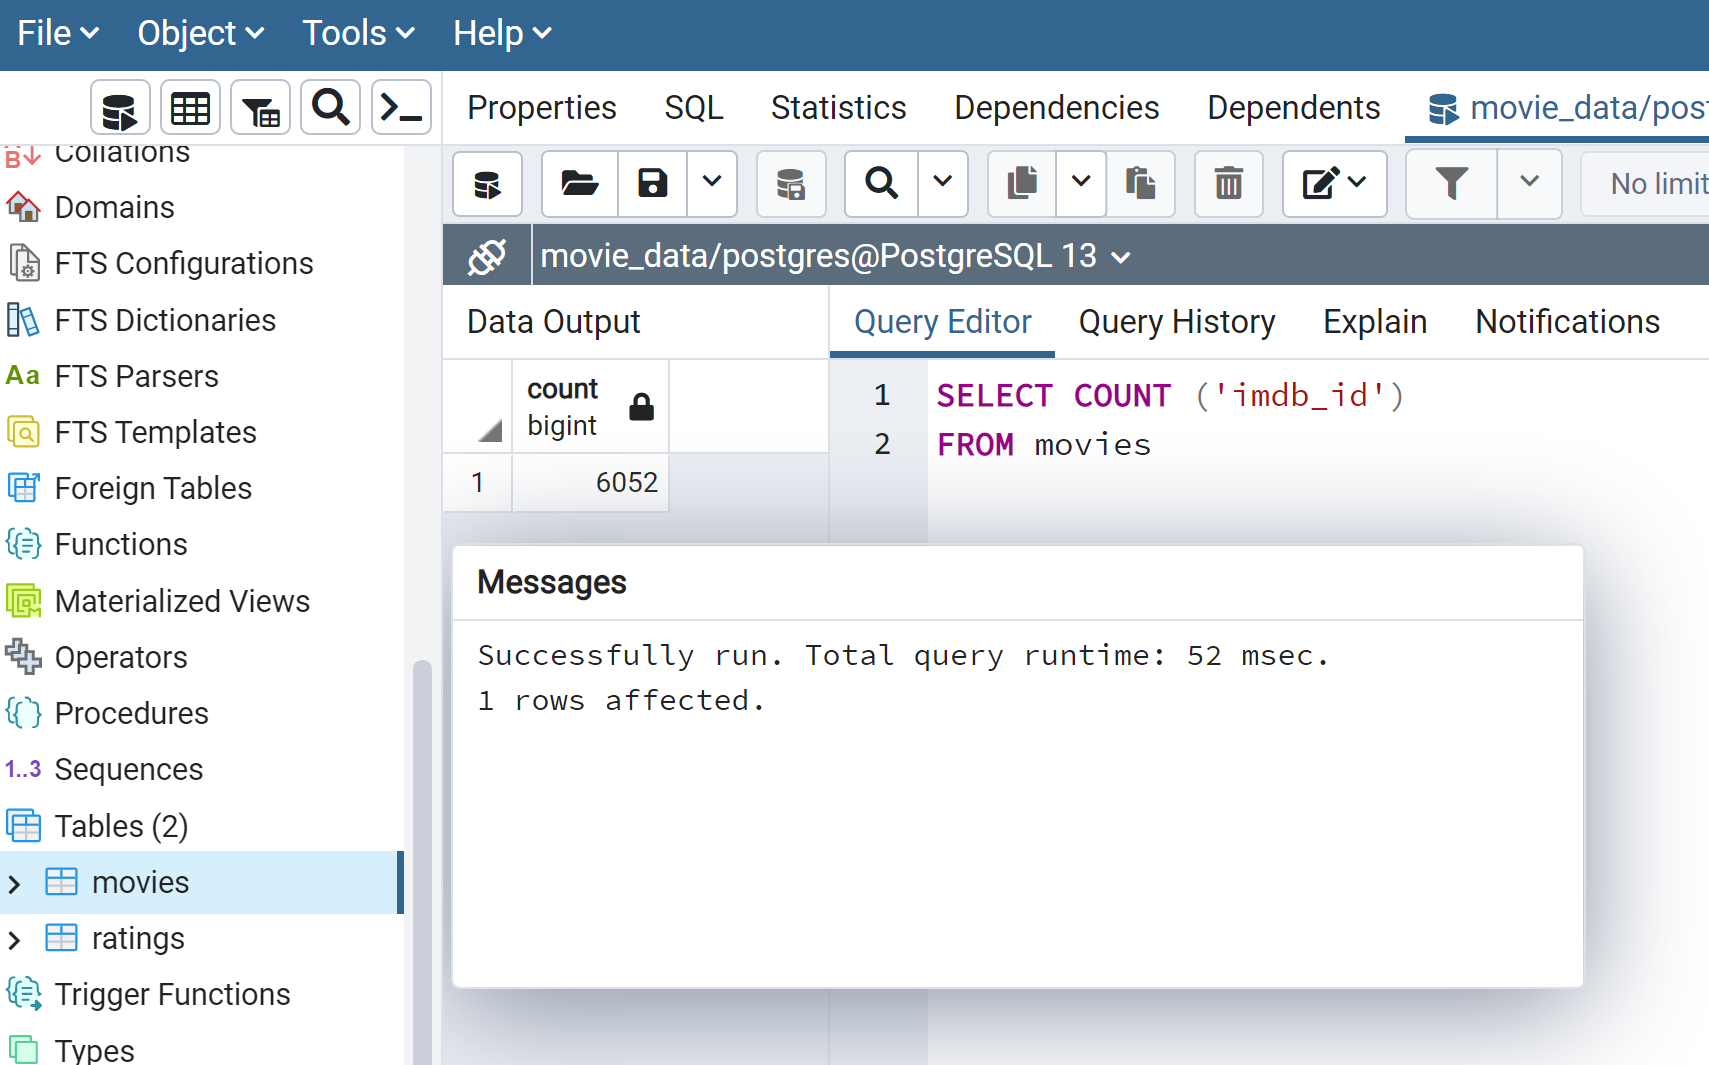 File Object Tools Help
Properties SQL Statistics Dependencies Dependents movie_data/post
Collations
Domains
FTS Configurations
FTS Dictionaries
Aa FTS Parsers
FTS Templates
Foreign Tables
Functions
Materialized Views
Operators
Procedures
1..3 Sequences
Tables (2)
movies
ratings
Trigger Functions
Types
No limit
movie_data/postgres@PostgreSQL 13
Data Output
Query Editor Query History Explain Notifications
count
bigint
1 6052
1 SELECT COUNT ('imdb_id')
2 FROM movies
Messages
Successfully run. Total query runtime: 52 msec.
1 rows affected.